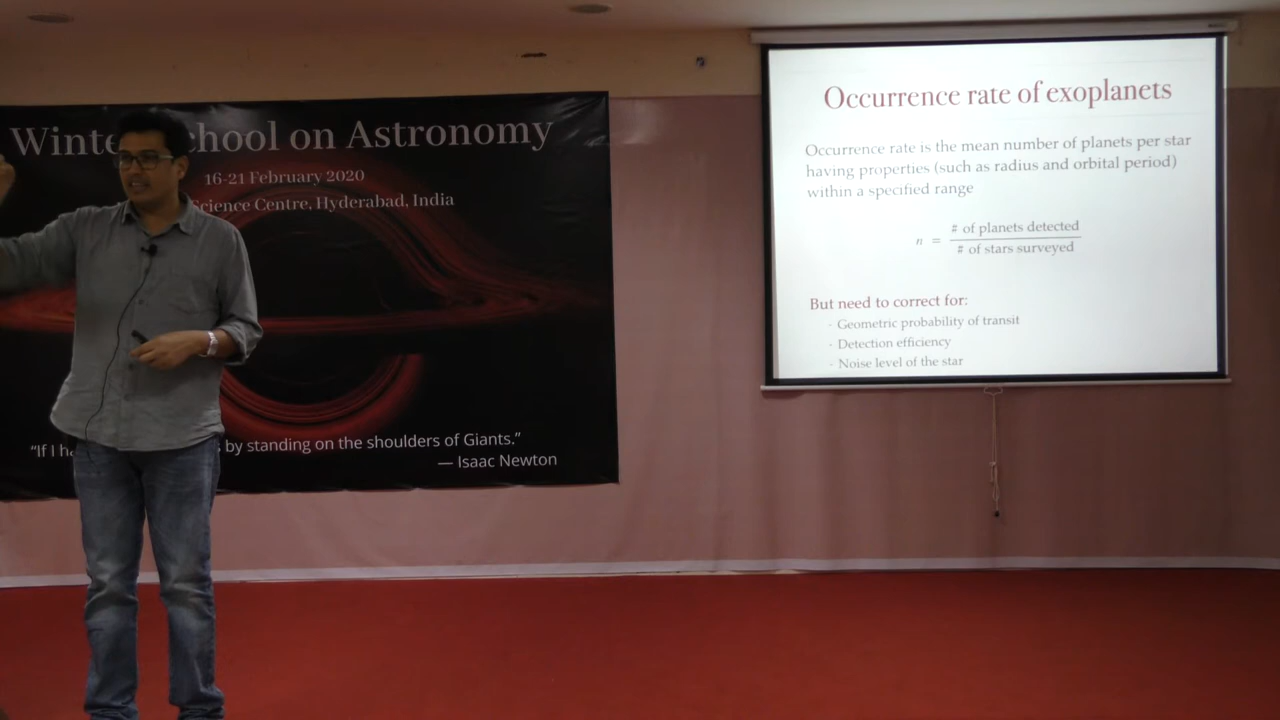 Winte chool on Astronomy
16-21 February 2020
Science Centre, Hyderabad, India
"If I ha by standing on the shoulders of Giants."
— Isaac Newton
Occurrence rate of exoplanets
Occurrence rate is the mean number of planets per star
having properties (such as radius and orbital period)
within a specified range
n = # of planets detected
# of stars surveyed
But need to correct for:
- Geometric probability of transit
- Detection efficiency
- Noise level of the star